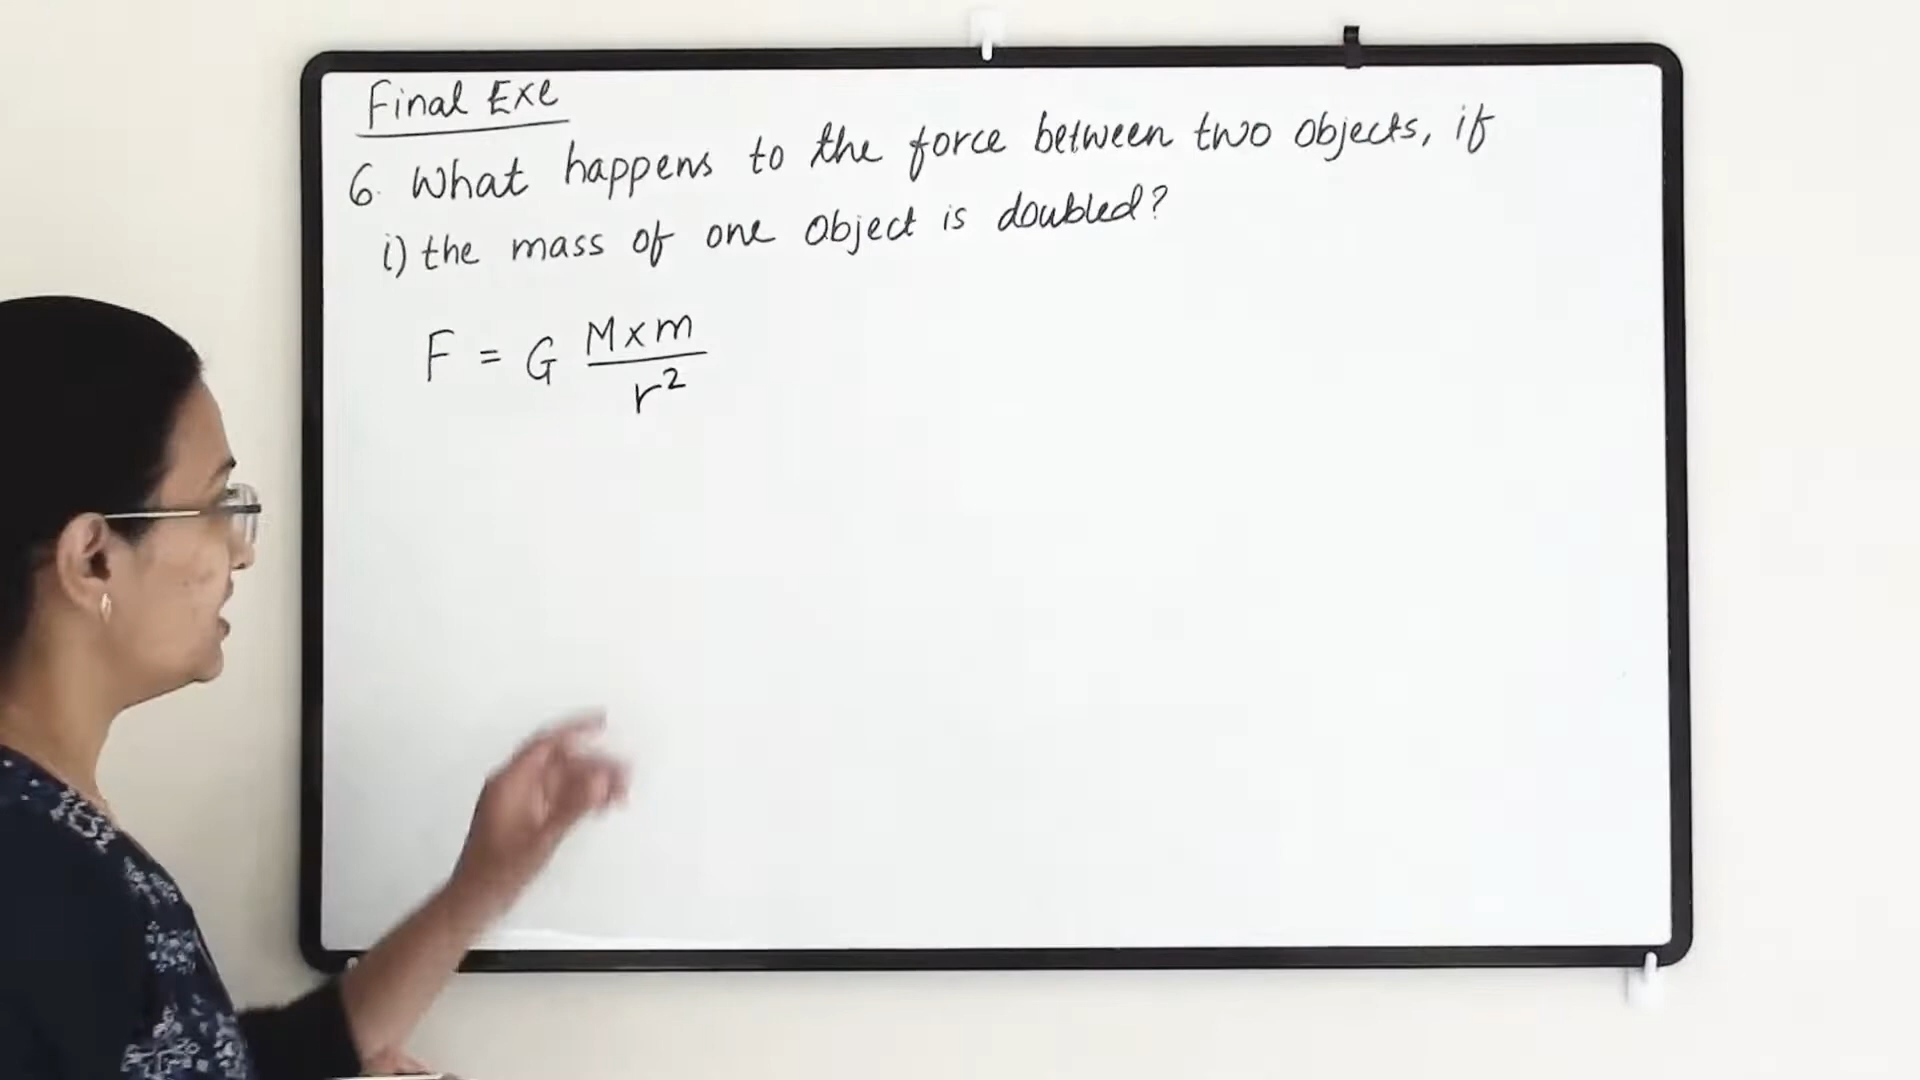 Final Exe
6. What happens to the force between two objects, if
i) the mass of one object is doubled?
F = G M x m / r²